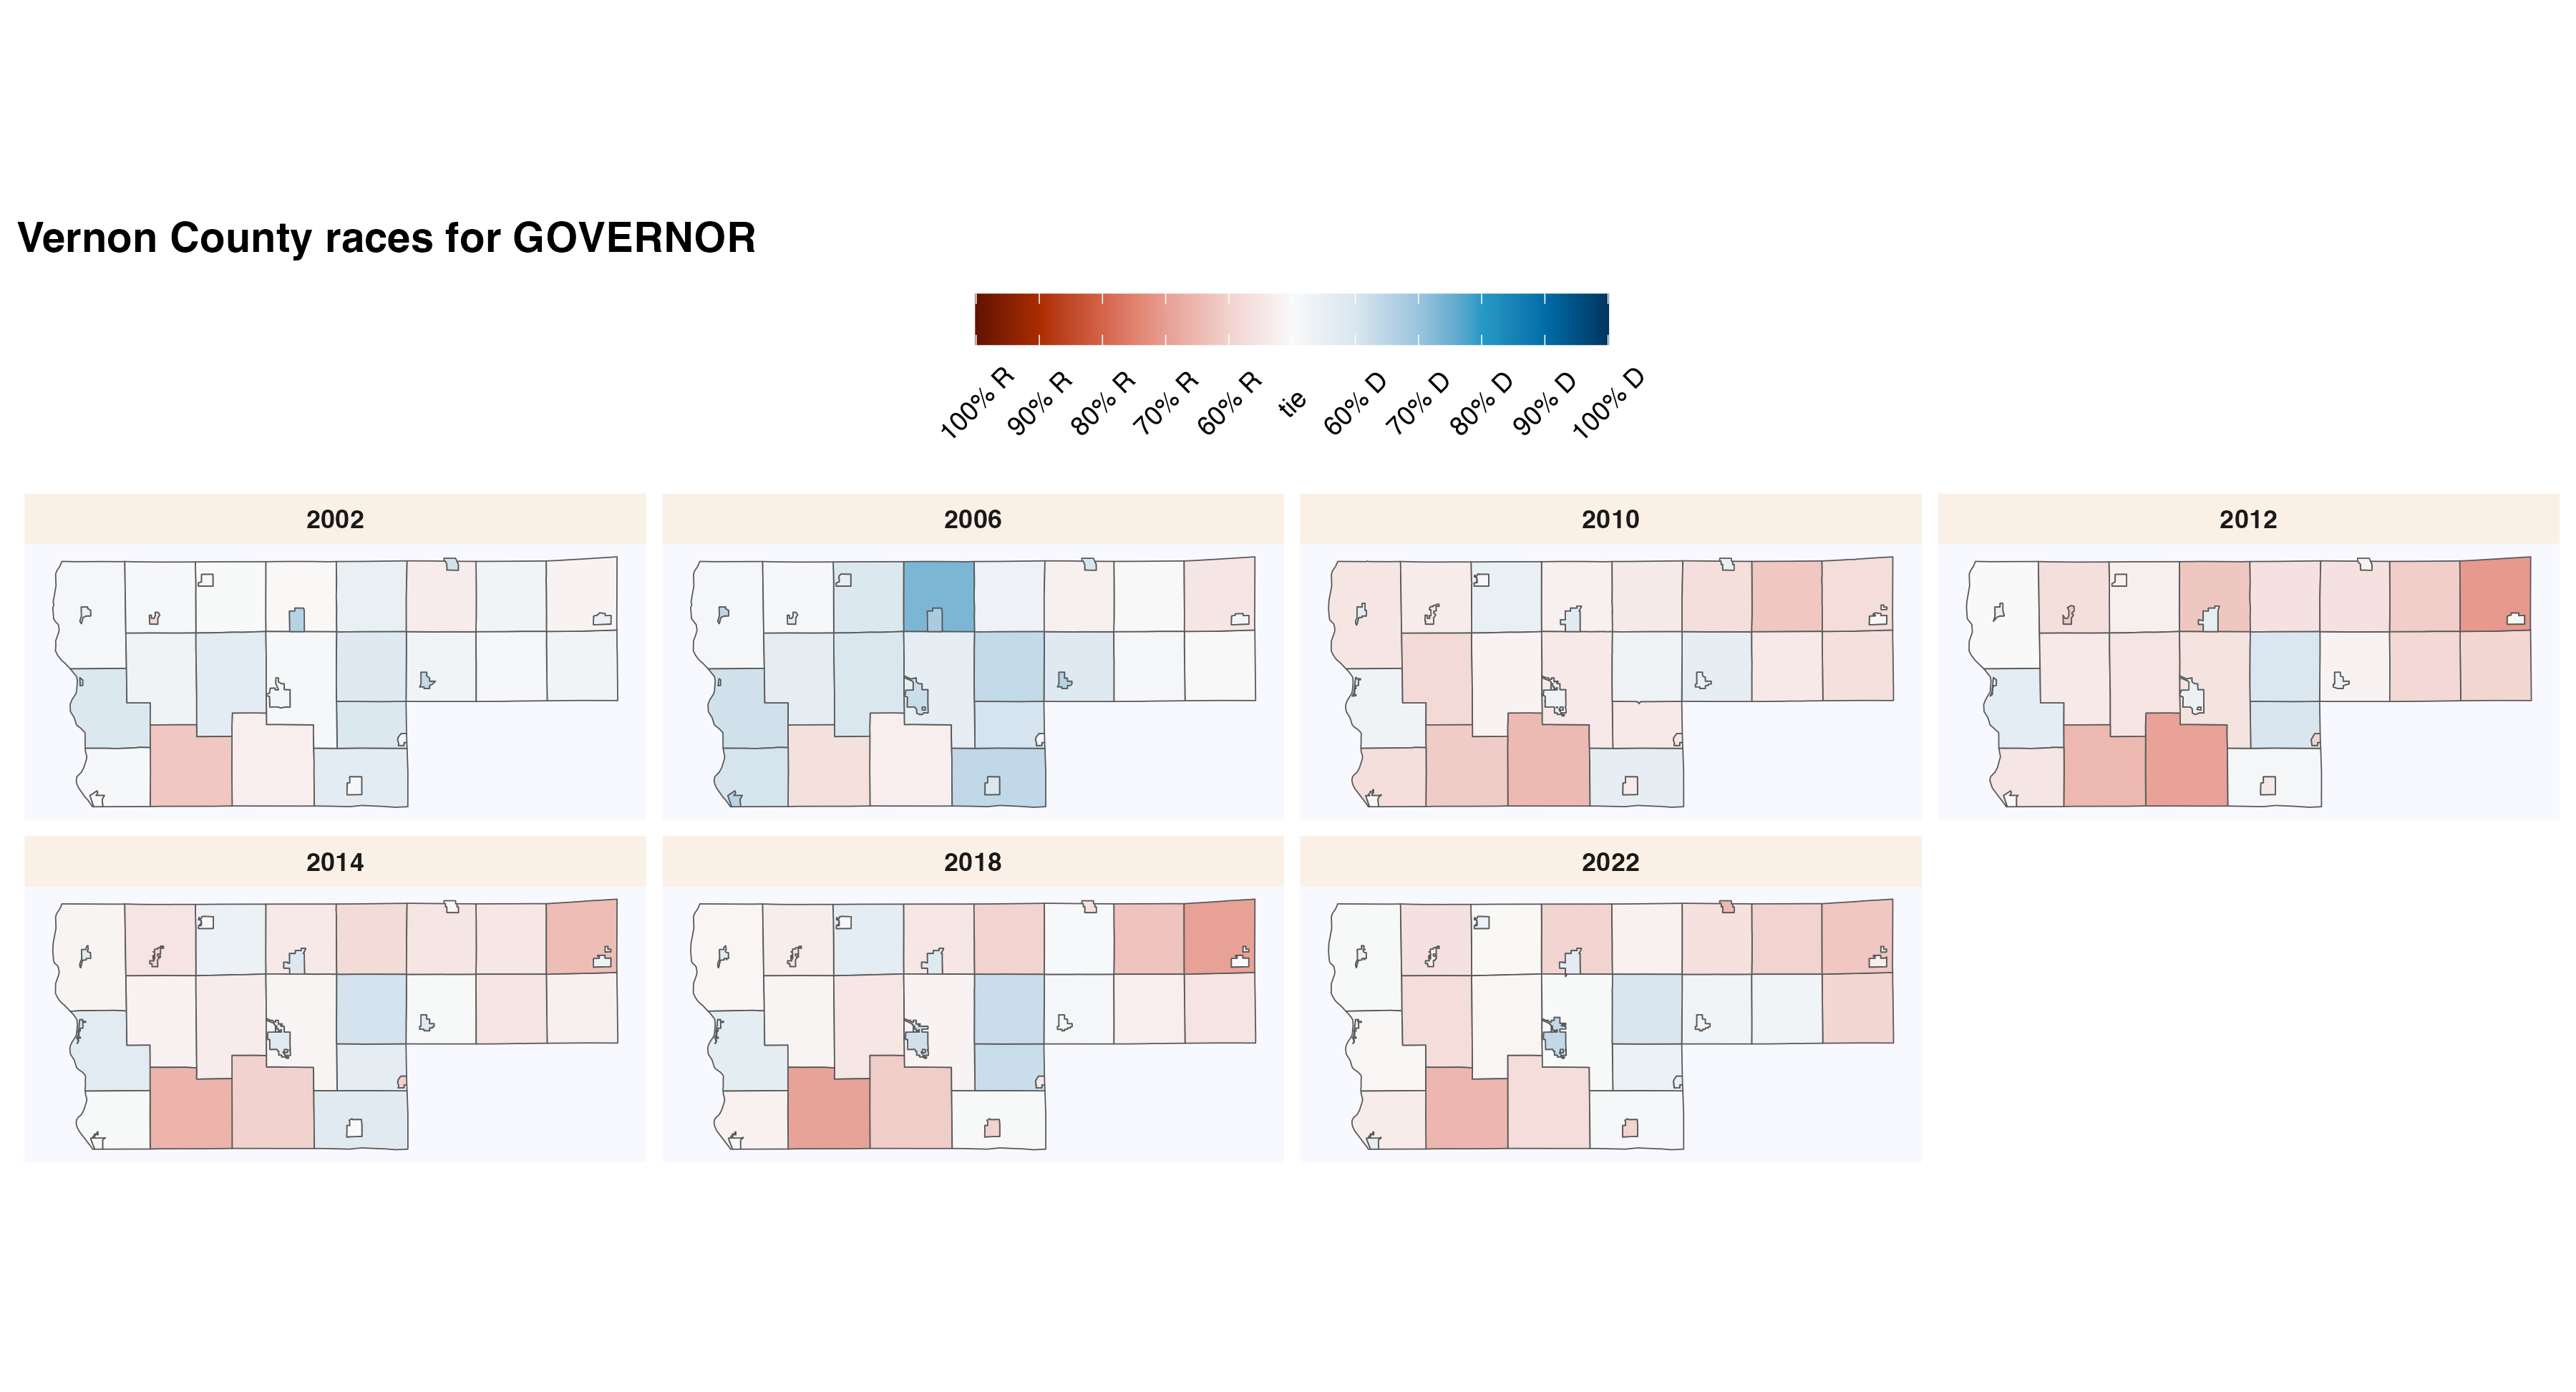 Vernon County races for GOVERNOR
100% R 90% R 80% R 70% R 60% R tie 60% D 70% D 80% D 90% D 100% D
2002 2006 2010 2012
2014 2018 2022